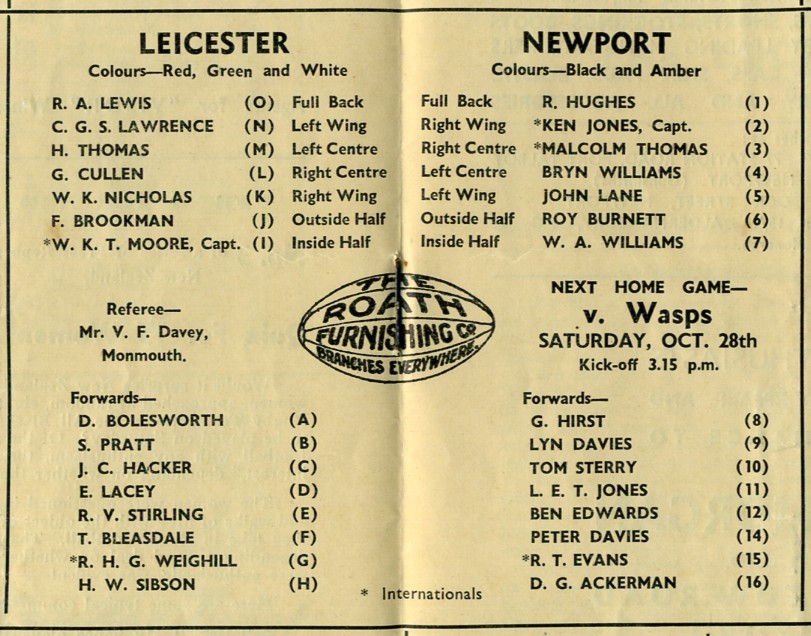 LEICESTER
Colours—Red, Green and White
R. A. LEWIS (O) Full Back
C. G. S. LAWRENCE (N) Left Wing
H. THOMAS (M) Left Centre
G. CULLEN (L) Right Centre
W. K. NICHOLAS (K) Right Wing
F. BROOKMAN (J) Outside Half
*W. K. T. MOORE, Capt. (I) Inside Half
NEWPORT
Colours—Black and Amber
Full Back R. HUGHES (1)
Right Wing *KEN JONES, Capt. (2)
Right Centre *MALCOLM THOMAS (3)
Left Centre BRYN WILLIAMS (4)
Left Wing JOHN LANE (5)
Outside Half ROY BURNETT (6)
Inside Half W. A. WILLIAMS (7)
Referee—
Mr. V. F. Davey,
Monmouth.
THE
ROATH
FURNISHING CO
BRANCHES EVERYWHERE.
NEXT HOME GAME—
v. Wasps
SATURDAY, OCT. 28th
Kick-off 3.15 p.m.
Forwards—
D. BOLESWORTH (A)
S. PRATT (B)
J. C. HACKER (C)
E. LACEY (D)
R. V. STIRLING (E)
T. BLEASDALE (F)
*R. H. G. WEIGHILL (G)
H. W. SIBSON (H)
Forwards—
G. HIRST (8)
LYN DAVIES (9)
TOM STERRY (10)
L. E. T. JONES (11)
BEN EDWARDS (12)
PETER DAVIES (14)
*R. T. EVANS (15)
D. G. ACKERMAN (16)
* Internationals